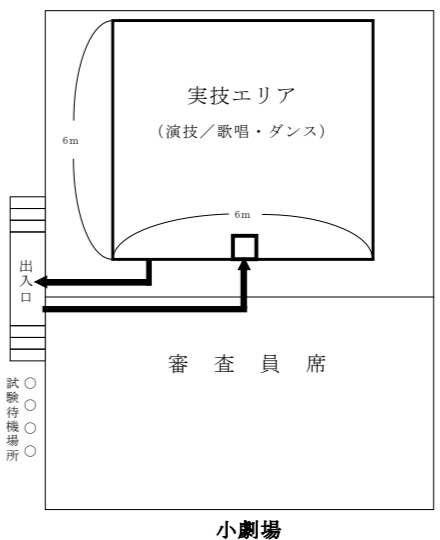 実技エリア
（演技／歌唱・ダンス）
6m
6m
出入口
審査員席
試験待機場所
○○○○
小劇場